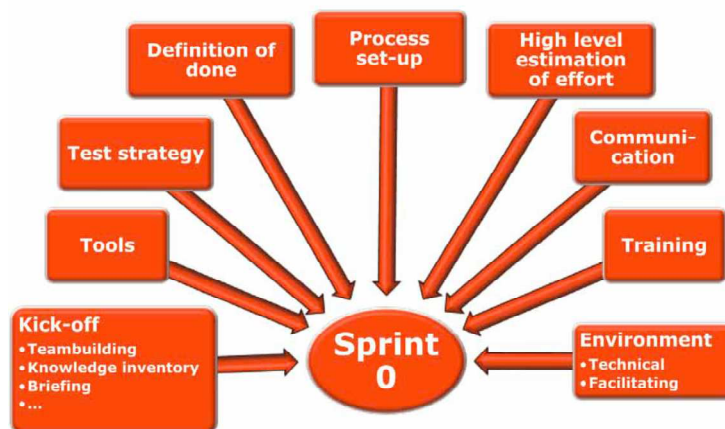 Definition of
done
Process
set-up
High level
estimation
of effort
Test strategy
Communi-
cation
Tools
Training
Kick-off
•Teambuilding
•Knowledge inventory
•Briefing
•...
Sprint
0
Environment
•Technical
•Facilitating